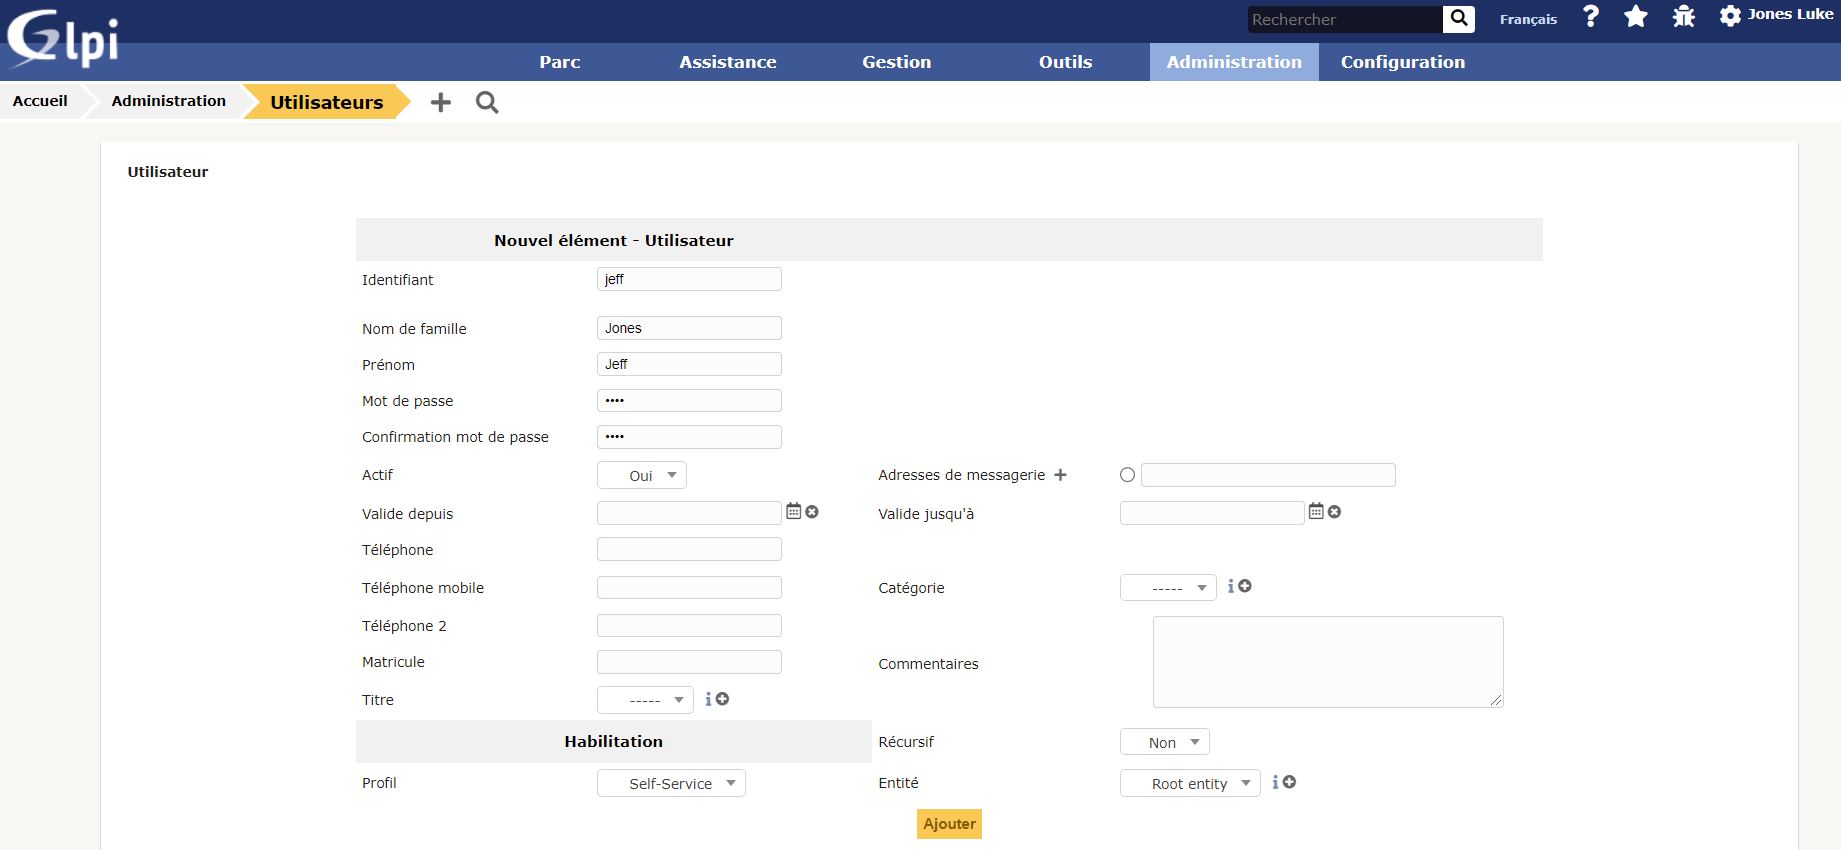 Glpi
Rechercher
Français
?
Jones Luke
Parc
Assistance
Gestion
Outils
Administration
Configuration
Accueil
Administration
Utilisateurs
Utilisateur
Nouvel élément - Utilisateur
Identifiant
jeff
Nom de famille
Jones
Prénom
Jeff
Mot de passe
••••
Confirmation mot de passe
••••
Actif
Oui
Adresses de messagerie
Valide depuis
Valide jusqu'à
Téléphone
Téléphone mobile
Catégorie
-----
Téléphone 2
Matricule
Commentaires
Titre
-----
Habilitation
Récursif
Non
Profil
Self-Service
Entité
Root entity
Ajouter